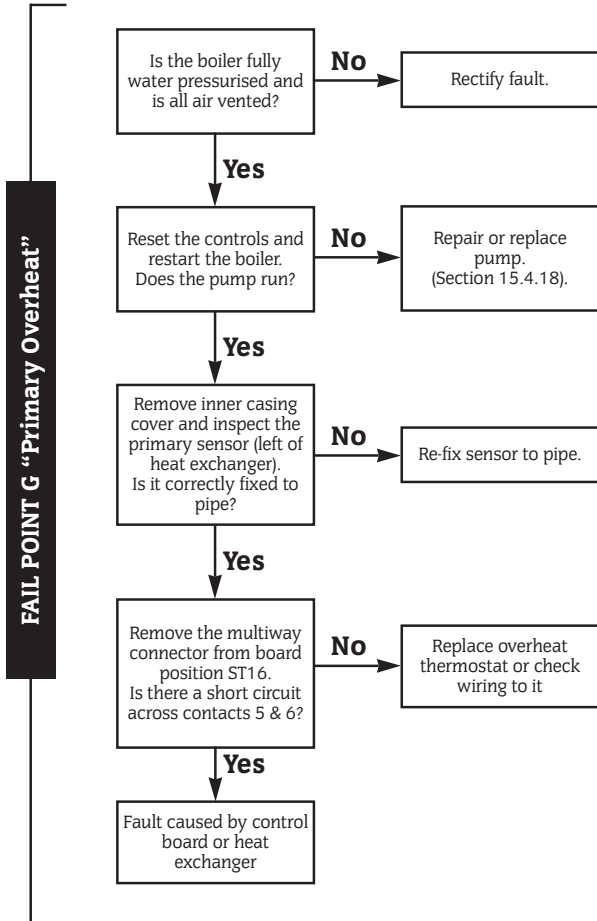 FAIL POINT G “Primary Overheat”
Is the boiler fully
water pressurised and
is all air vented?
No
Rectify fault.
Yes
Reset the controls and
restart the boiler.
Does the pump run?
No
Repair or replace
pump.
(Section 15.4.18).
Yes
Remove inner casing
cover and inspect the
primary sensor (left of
heat exchanger).
Is it correctly fixed to
pipe?
No
Re-fix sensor to pipe.
Yes
Remove the multiway
connector from board
position ST16.
Is there a short circuit
across contacts 5 & 6?
No
Replace overheat
thermostat or check
wiring to it
Yes
Fault caused by control
board or heat
exchanger